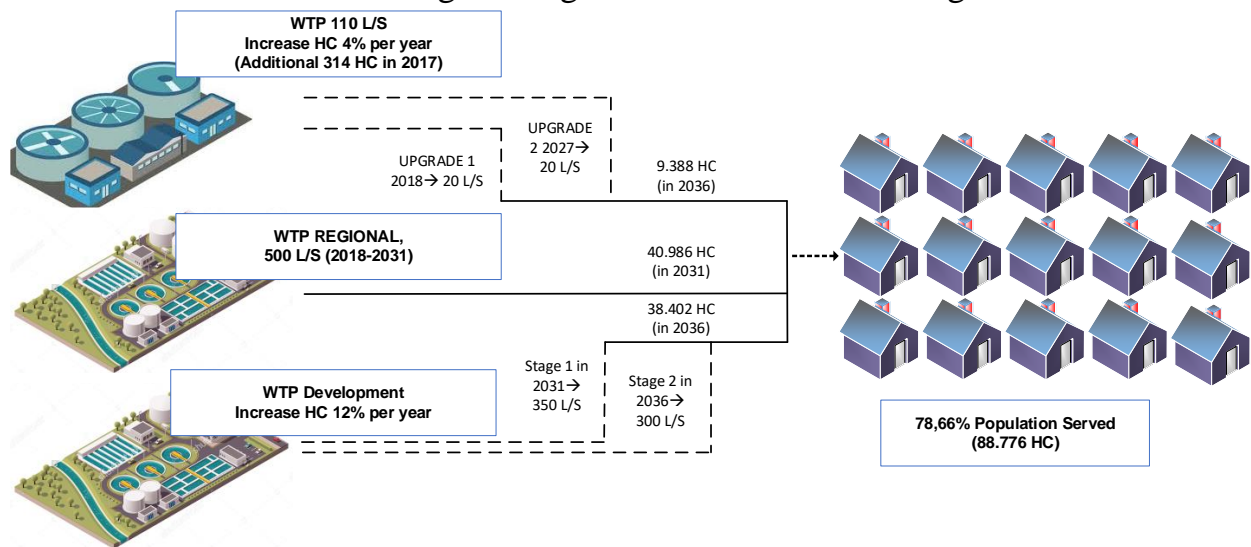 WTP 110 L/S
Increase HC 4% per year
(Additional 314 HC in 2017)
UPGRADE
2 2027→
20 L/S
UPGRADE 1
2018→ 20 L/S
9.388 HC
(in 2036)
WTP REGIONAL,
500 L/S (2018-2031)
40.986 HC
(in 2031)
38.402 HC
(in 2036)
WTP Development
Increase HC 12% per year
Stage 1 in
2031→
350 L/S
Stage 2 in
2036→
300 L/S
78,66% Population Served
(88.776 HC)